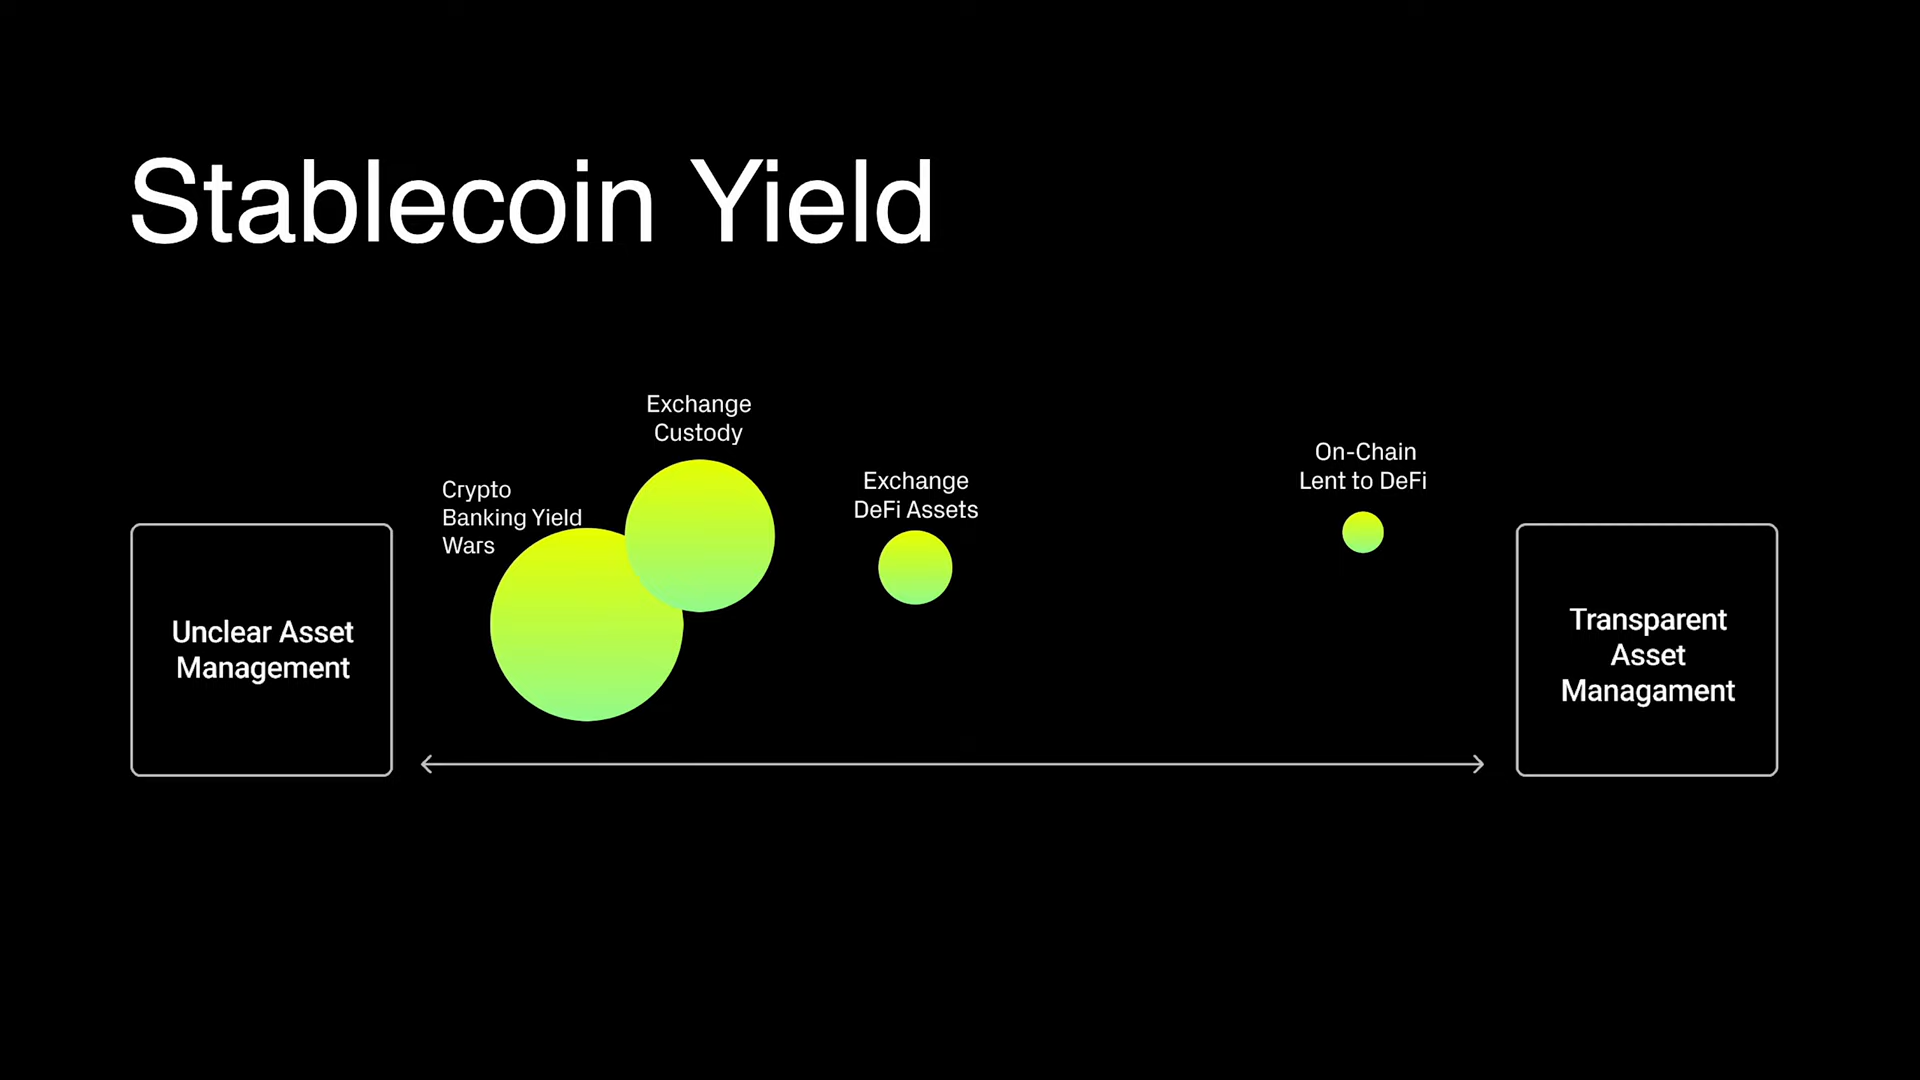 Stablecoin Yield
Exchange
Custody
Crypto
Banking Yield
Wars
Exchange
DeFi Assets
On-Chain
Lent to DeFi
Unclear Asset
Management
Transparent
Asset
Managament